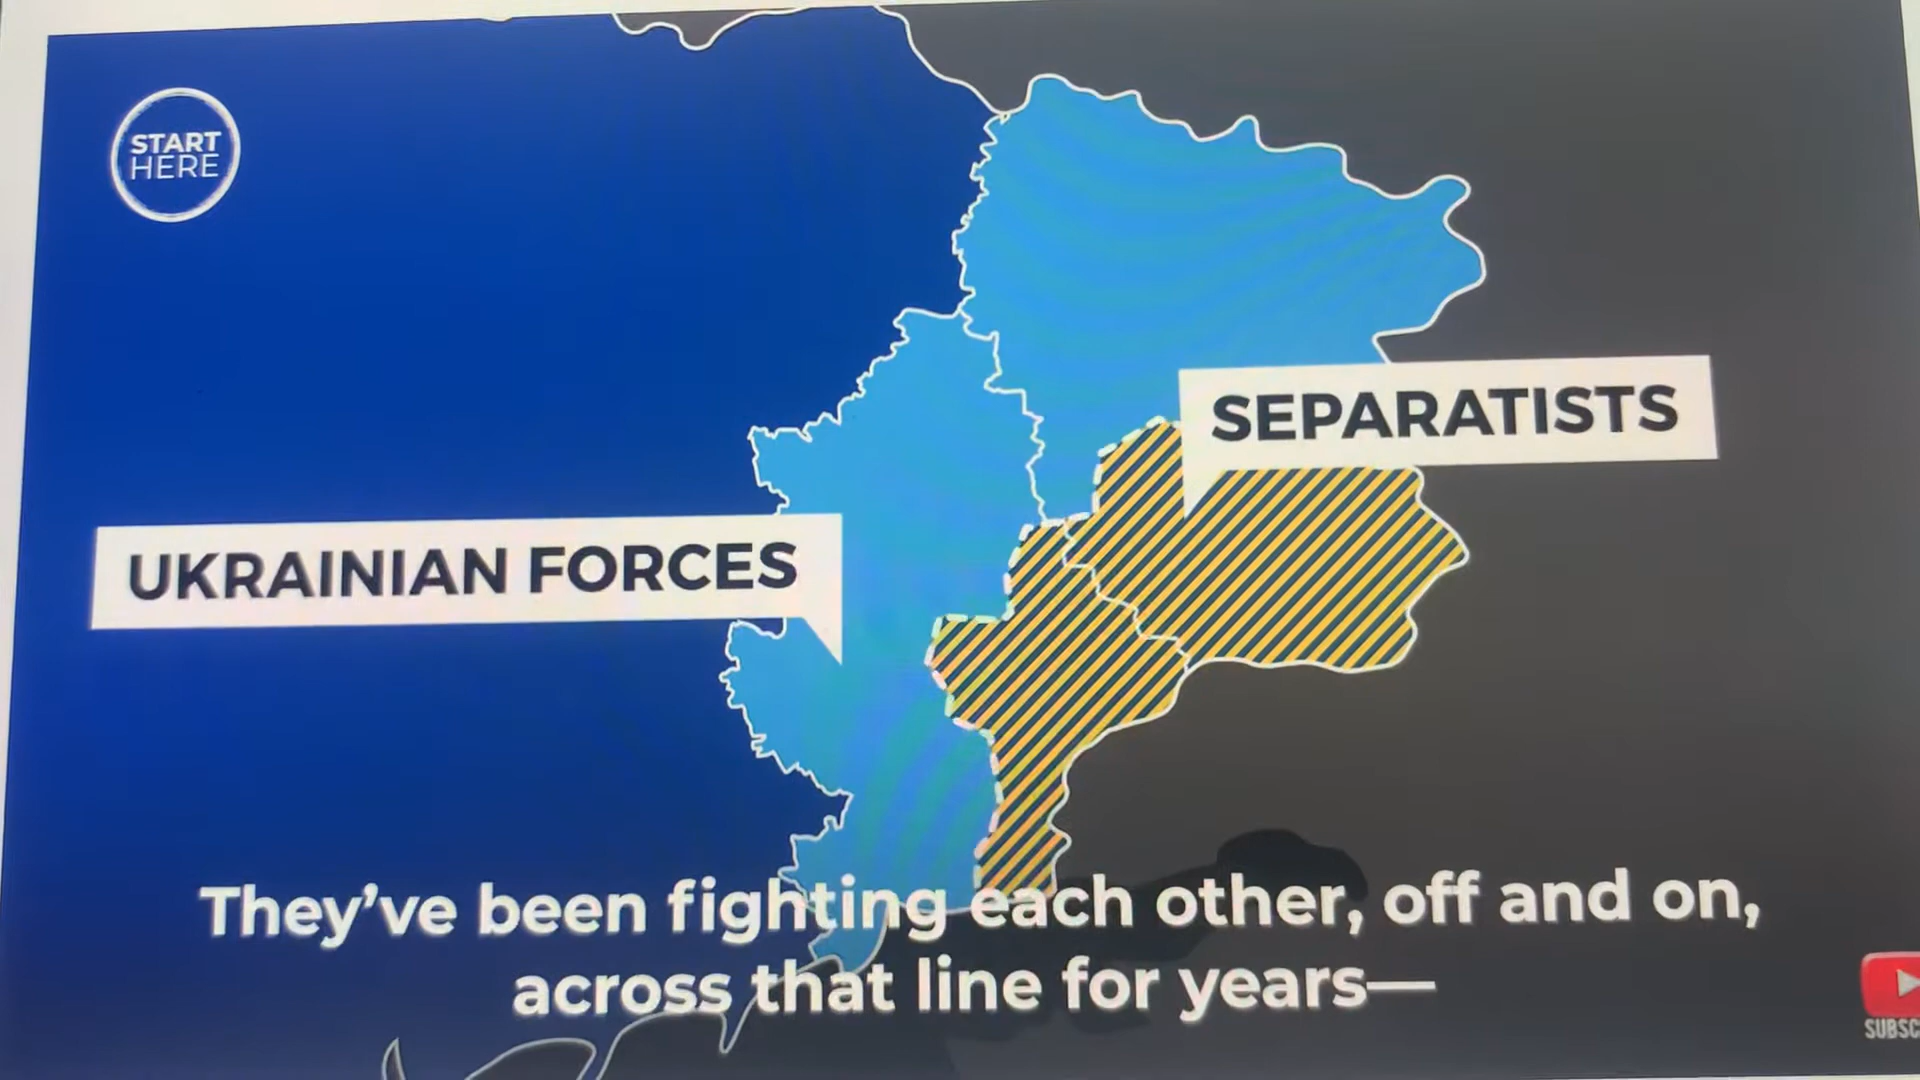 START
HERE
SEPARATISTS
UKRAINIAN FORCES
They've been fighting each other, off and on,
across that line for years—
SUBSC